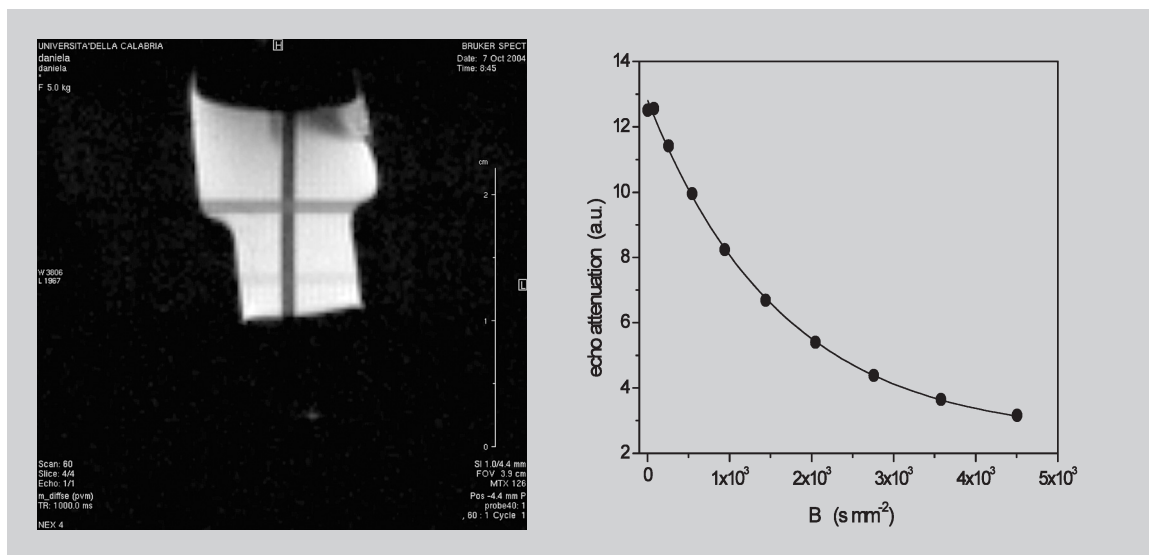 UNIVERSITA'DELLA CALABRIA
daniela
daniela
*
F 5.0 kg
H
BRUKER SPECT
Date: 7 Oct 2004
Time: 8:45
cm
2
1
0
W 3806
L 1967
L
Scan: 60
Slice: 4/4
Echo: 1/1
m_diffse (pvm)
TR: 1000.0 ms
NEX 4
SI 1.0/4.4 mm
FOV 3.9 cm
MTX 126
Pos -4.4 mm P
probe40: 1
, 60 : 1 Cycle 1
echo attenuation (a.u.)
14
12
10
8
6
4
2
0 1x10³ 2x10³ 3x10³ 4x10³ 5x10³
B (s mm⁻²)